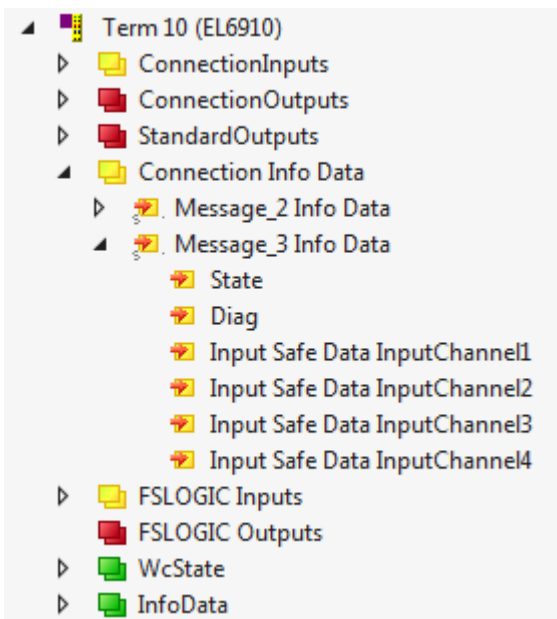 Term 10 (EL6910)
ConnectionInputs
ConnectionOutputs
StandardOutputs
Connection Info Data
Message_2 Info Data
Message_3 Info Data
State
Diag
Input Safe Data InputChannel1
Input Safe Data InputChannel2
Input Safe Data InputChannel3
Input Safe Data InputChannel4
FSLOGIC Inputs
FSLOGIC Outputs
WcState
InfoData